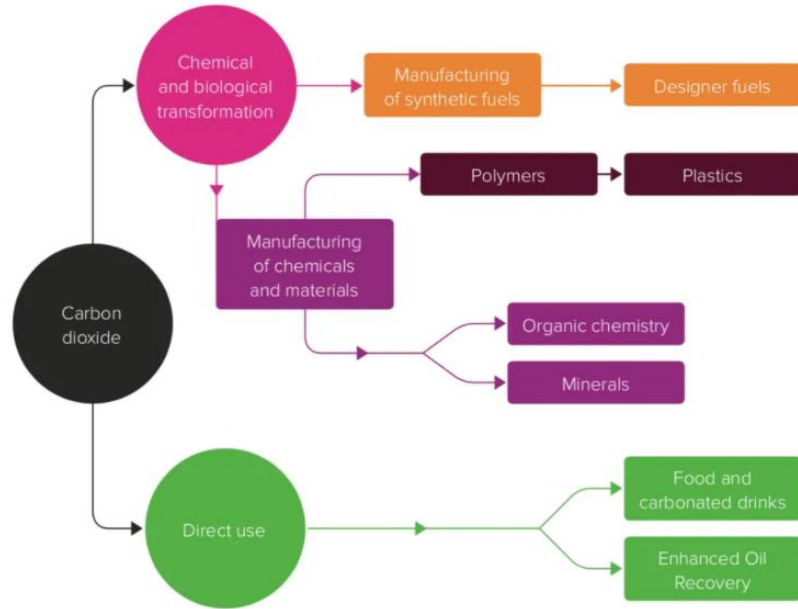 Chemical
and biological
transformation
Manufacturing
of synthetic fuels
Designer fuels
Polymers
Plastics
Manufacturing
of chemicals
and materials
Carbon
dioxide
Organic chemistry
Minerals
Food and
carbonated drinks
Direct use
Enhanced Oil
Recovery